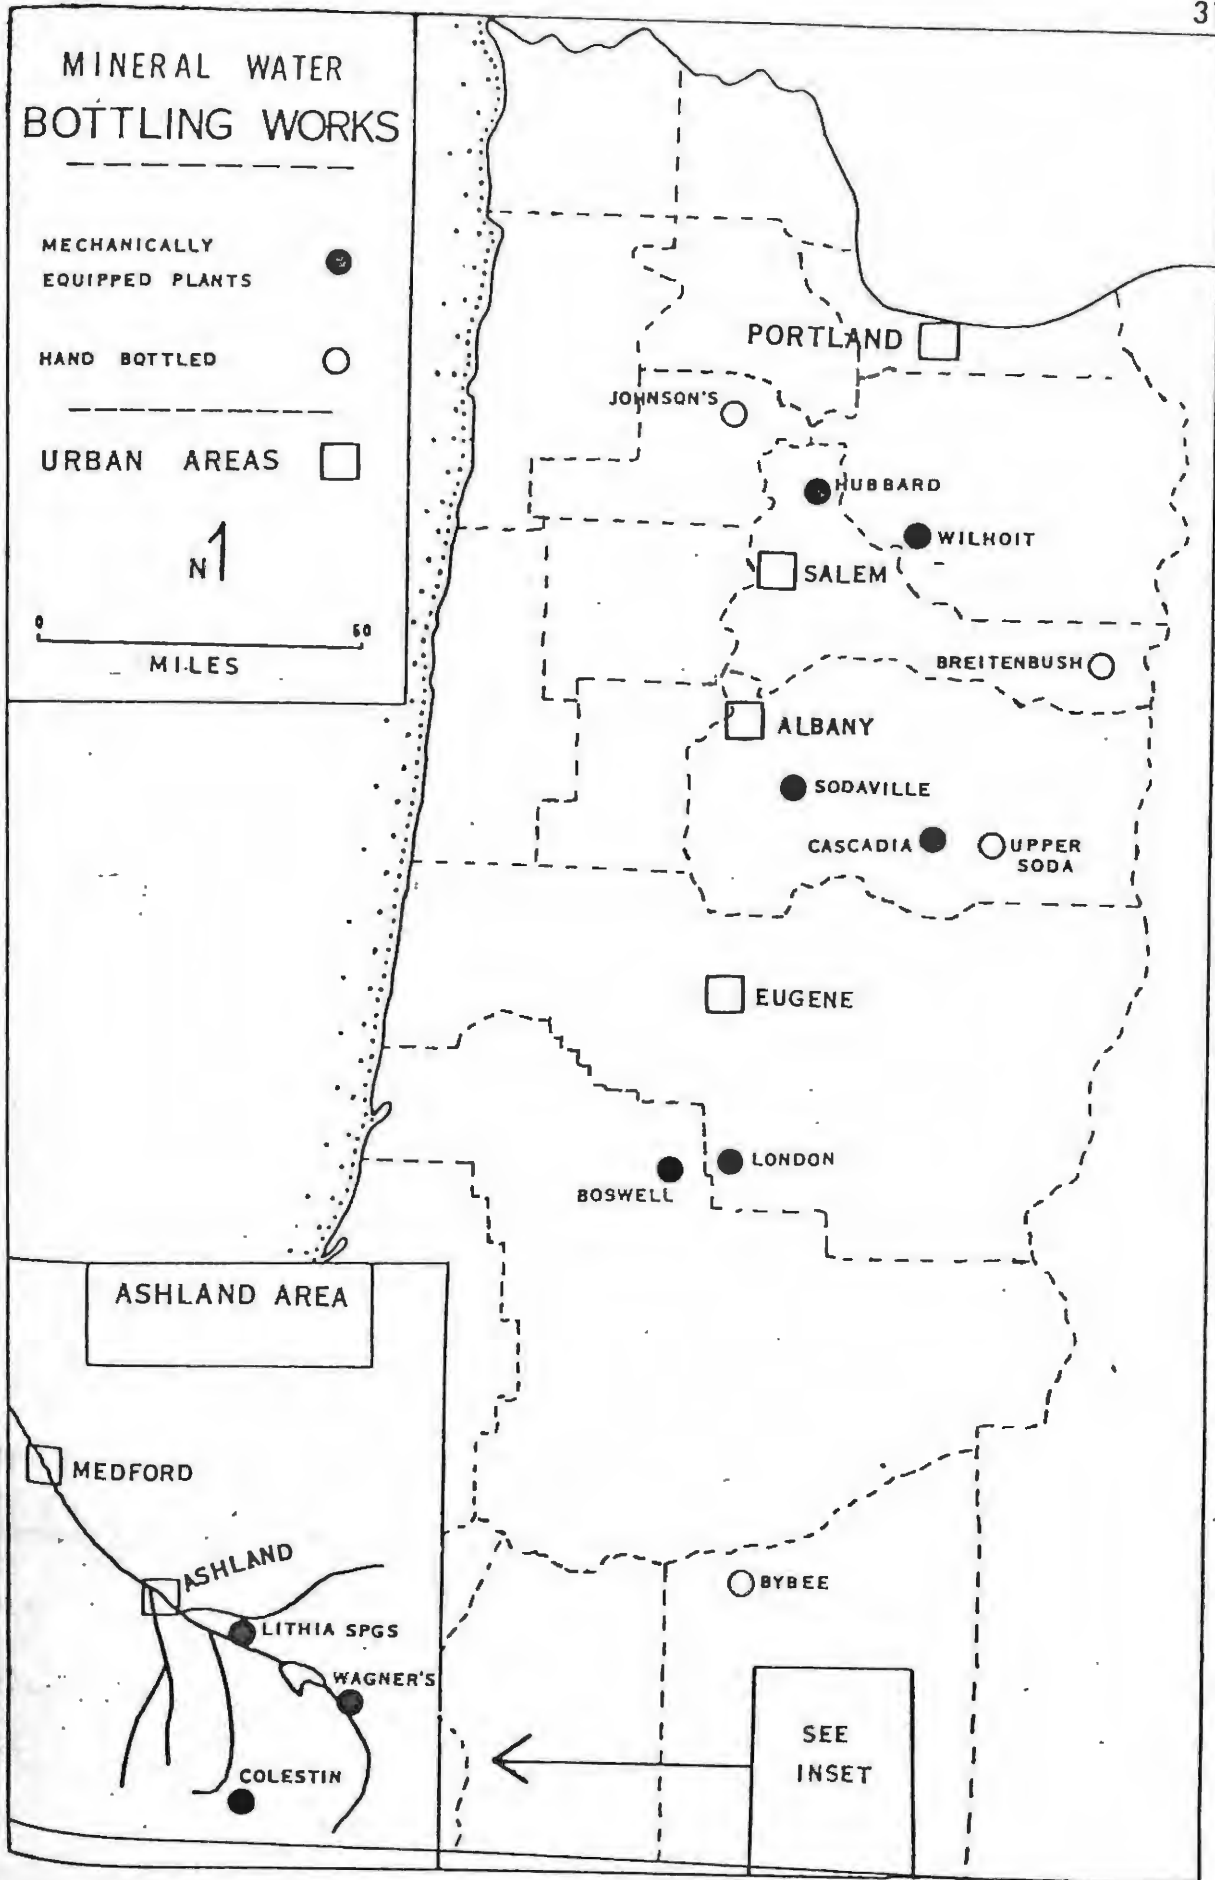 3
MINERAL WATER
BOTTLING WORKS
MECHANICALLY
EQUIPPED PLANTS
HAND BOTTLED
URBAN AREAS
N
0 60
MILES
PORTLAND
JOHNSON'S
HUBBARD
WILHOIT
SALEM
BREITENBUSH
ALBANY
SODAVILLE
CASCADIA
UPPER
SODA
EUGENE
LONDON
BOSWELL
ASHLAND AREA
MEDFORD
ASHLAND
LITHIA SPGS
WAGNER'S
COLESTIN
BYBEE
SEE
INSET